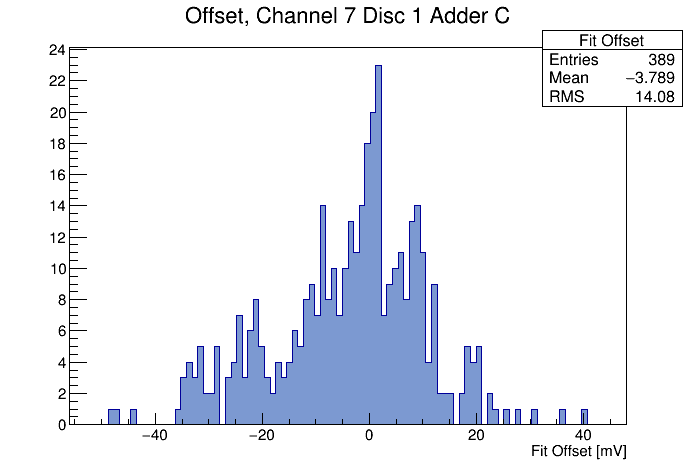 Offset, Channel 7 Disc 1 Adder C
Fit Offset
Entries 389
Mean −3.789
RMS 14.08
24
22
20
18
16
14
12
10
8
6
4
2
0
−40 −20 0 20 40
Fit Offset [mV]